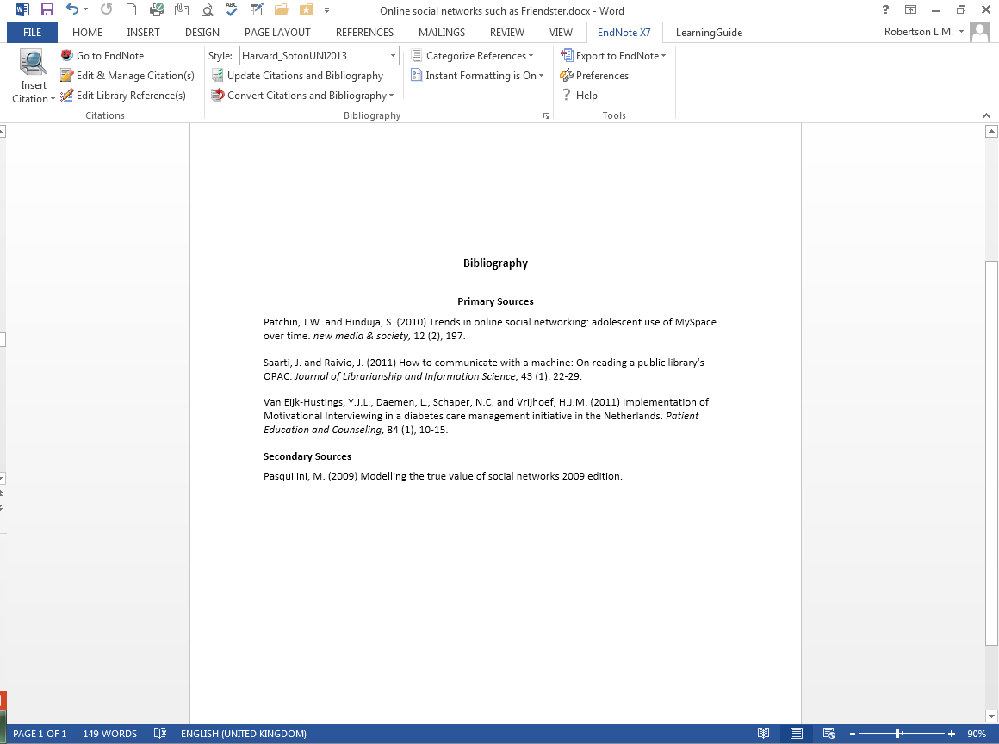 Online social networks such as Friendster.docx - Word
?
FILE HOME INSERT DESIGN PAGE LAYOUT REFERENCES MAILINGS REVIEW VIEW EndNote X7 LearningGuide Robertson L.M.
Insert Citation
Go to EndNote
Edit & Manage Citation(s)
Edit Library Reference(s)
Citations
Style: Harvard_SotonUNI2013
Update Citations and Bibliography
Convert Citations and Bibliography
Categorize References
Instant Formatting is On
Bibliography
Export to EndNote
Preferences
? Help
Tools
Bibliography
Primary Sources
Patchin, J.W. and Hinduja, S. (2010) Trends in online social networking: adolescent use of MySpace
over time. new media & society, 12 (2), 197.
Saarti, J. and Raivio, J. (2011) How to communicate with a machine: On reading a public library's
OPAC. Journal of Librarianship and Information Science, 43 (1), 22-29.
Van Eijk-Hustings, Y.J.L., Daemen, L., Schaper, N.C. and Vrijhoef, H.J.M. (2011) Implementation of
Motivational Interviewing in a diabetes care management initiative in the Netherlands. Patient
Education and Counseling, 84 (1), 10-15.
Secondary Sources
Pasquilini, M. (2009) Modelling the true value of social networks 2009 edition.
PAGE 1 OF 1 149 WORDS ENGLISH (UNITED KINGDOM) 90%